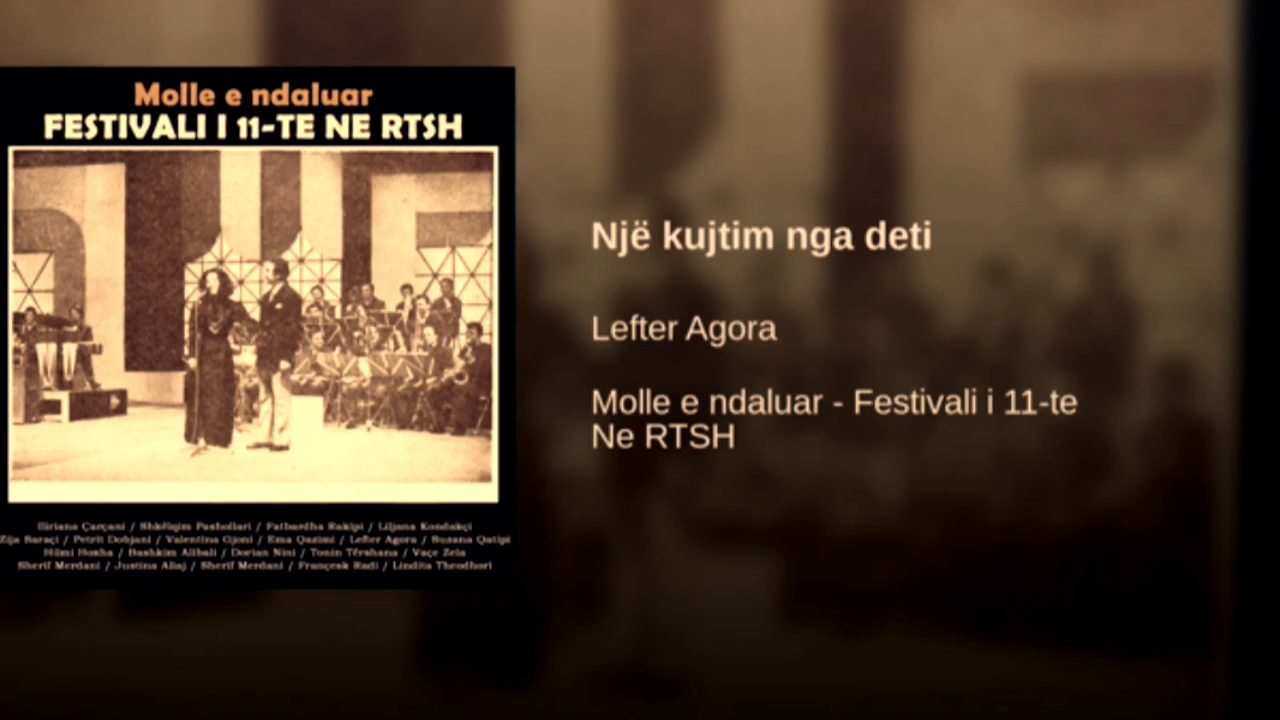 Molle e ndaluar
FESTIVALI I 11-TE NE RTSH
Iliriana Çarçani / Shkëlqim Pashollari / Fatbardha Rakipi / Liljana Kondakçi
Zija Saraçi / Petrit Dobjani / Valentina Gjoni / Ema Qazimi / Lefter Agora / Suzana Qatipi
Hilmi Hoxha / Bashkim Alibali / Dorian Nini / Tonin Tërshana / Vaçe Zela
Sherif Merdani / Justina Aliaj / Sherif Merdani / Françesk Radi / Lindita Theodhori
Një kujtim nga deti
Lefter Agora
Molle e ndaluar - Festivali i 11-te
Ne RTSH